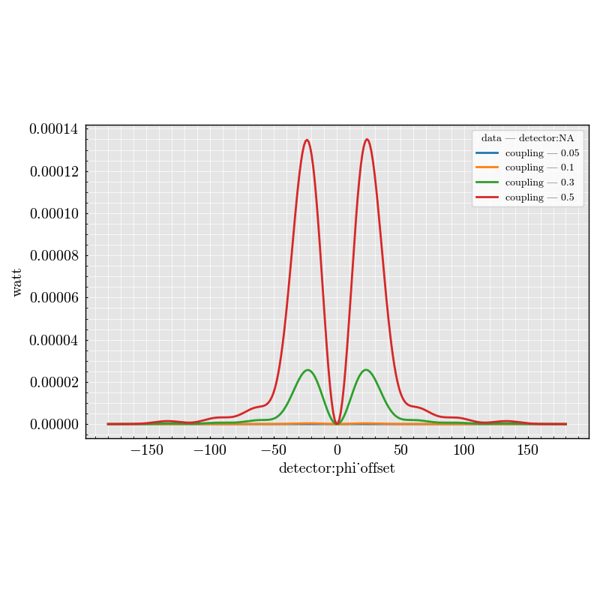 0.00014
0.00012
0.00010
0.00008
0.00006
0.00004
0.00002
0.00000
watt
−150 −100 −50 0 50 100 150
detector:phi˙offset
data — detector:NA
coupling — 0.05
coupling — 0.1
coupling — 0.3
coupling — 0.5